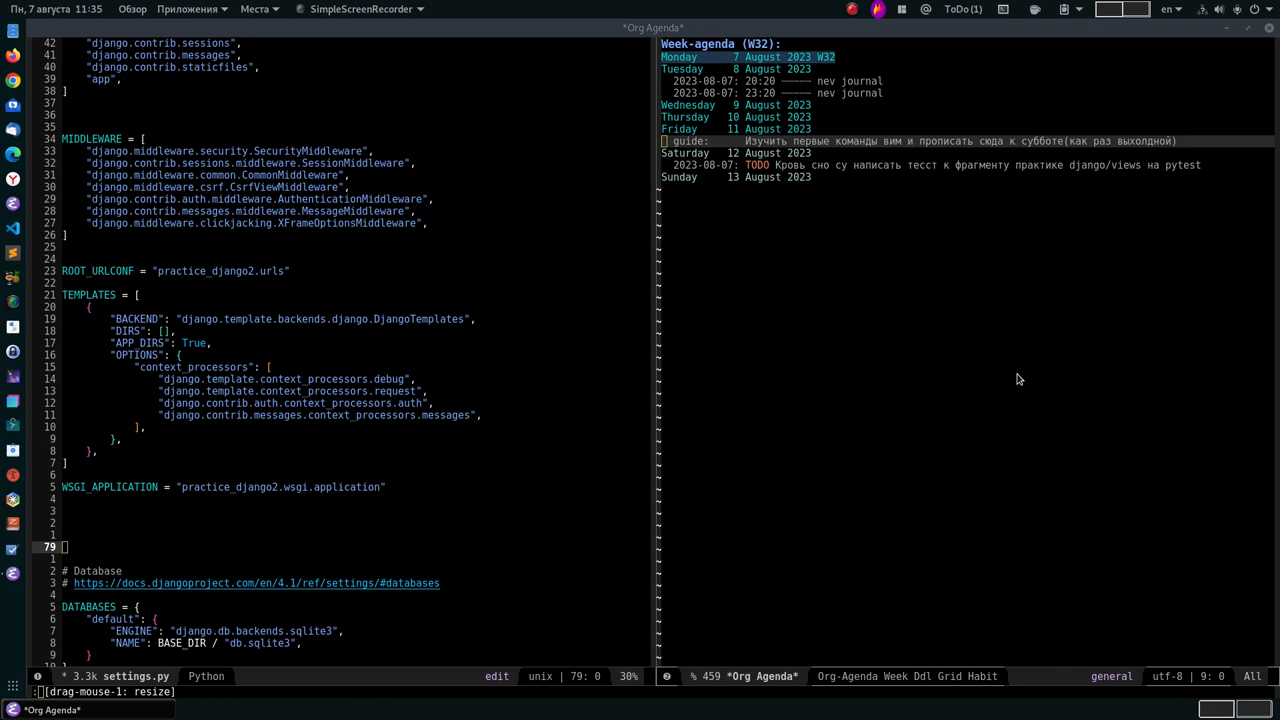 Пн, 7 августа 11:35
Обзор
Приложения
Места
SimpleScreenRecorder
ToDo(1)
en
*Org Agenda*
42 "django.contrib.sessions",
41 "django.contrib.messages",
40 "django.contrib.staticfiles",
39 "app",
38 ]
37
36
35
34 MIDDLEWARE = [
33 "django.middleware.security.SecurityMiddleware",
32 "django.contrib.sessions.middleware.SessionMiddleware",
31 "django.middleware.common.CommonMiddleware",
30 "django.middleware.csrf.CsrfViewMiddleware",
29 "django.contrib.auth.middleware.AuthenticationMiddleware",
28 "django.contrib.messages.middleware.MessageMiddleware",
27 "django.middleware.clickjacking.XFrameOptionsMiddleware",
26 ]
25
24
23 ROOT_URLCONF = "practice_django2.urls"
22
21 TEMPLATES = [
20 {
19 "BACKEND": "django.template.backends.django.DjangoTemplates",
18 "DIRS": [],
17 "APP_DIRS": True,
16 "OPTIONS": {
15 "context_processors": [
14 "django.template.context_processors.debug",
13 "django.template.context_processors.request",
12 "django.contrib.auth.context_processors.auth",
11 "django.contrib.messages.context_processors.messages",
10 ],
9 },
8 },
7 ]
6
5 WSGI_APPLICATION = "practice_django2.wsgi.application"
4
3
2
1
79
1
2 # Database
3 # https://docs.djangoproject.com/en/4.1/ref/settings/#databases
4
5 DATABASES = {
6 "default": {
7 "ENGINE": "django.db.backends.sqlite3",
8 "NAME": BASE_DIR / "db.sqlite3",
9 }
Week-agenda (W32):
Monday 7 August 2023 W32
Tuesday 8 August 2023
2023-08-07: 20:20 ┄┄┄┄┄ nev journal
2023-08-07: 23:20 ┄┄┄┄┄ nev journal
Wednesday 9 August 2023
Thursday 10 August 2023
Friday 11 August 2023
guide: Изучить первые команды вим и прописать сюда к субботе(как раз выхолдной)
Saturday 12 August 2023
2023-08-07: TODO Кровь сно су написать тесст к фрагменту практике django/views на pytest
Sunday 13 August 2023
* 3.3k settings.py Python edit unix | 79: 0 30%
% 459 *Org Agenda* Org-Agenda Week Ddl Grid Habit general utf-8 | 9: 0 All
:[drag-mouse-1: resize]
*Org Agenda*